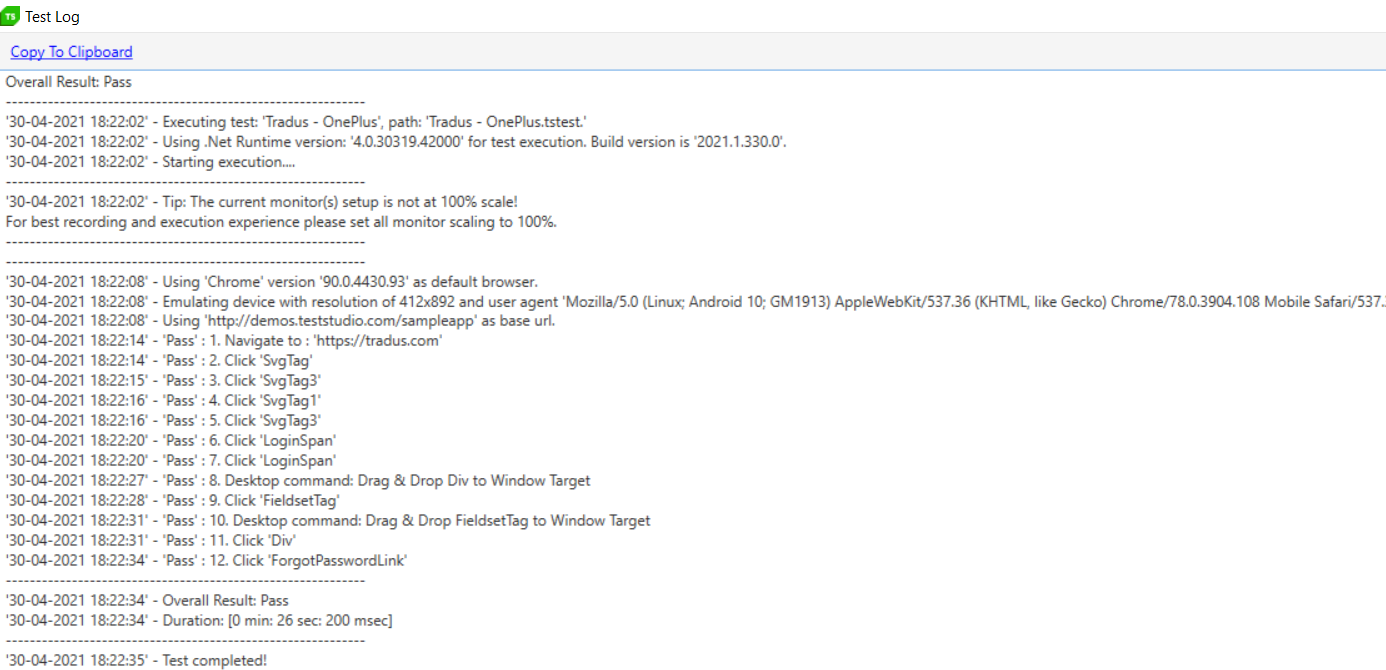 TS Test Log
Copy To Clipboard
Overall Result: Pass
------------------------------------------------------------
'30-04-2021 18:22:02' - Executing test: 'Tradus - OnePlus', path: 'Tradus - OnePlus.tstest.'
'30-04-2021 18:22:02' - Using .Net Runtime version: '4.0.30319.42000' for test execution. Build version is '2021.1.330.0'.
'30-04-2021 18:22:02' - Starting execution....
------------------------------------------------------------
'30-04-2021 18:22:02' - Tip: The current monitor(s) setup is not at 100% scale!
For best recording and execution experience please set all monitor scaling to 100%.
------------------------------------------------------------
------------------------------------------------------------
'30-04-2021 18:22:08' - Using 'Chrome' version '90.0.4430.93' as default browser.
'30-04-2021 18:22:08' - Emulating device with resolution of 412x892 and user agent 'Mozilla/5.0 (Linux; Android 10; GM1913) AppleWebKit/537.36 (KHTML, like Gecko) Chrome/78.0.3904.108 Mobile Safari/537.
'30-04-2021 18:22:08' - Using 'http://demos.teststudio.com/sampleapp' as base url.
'30-04-2021 18:22:14' - 'Pass' : 1. Navigate to : 'https://tradus.com'
'30-04-2021 18:22:14' - 'Pass' : 2. Click 'SvgTag'
'30-04-2021 18:22:15' - 'Pass' : 3. Click 'SvgTag3'
'30-04-2021 18:22:16' - 'Pass' : 4. Click 'SvgTag1'
'30-04-2021 18:22:16' - 'Pass' : 5. Click 'SvgTag3'
'30-04-2021 18:22:20' - 'Pass' : 6. Click 'LoginSpan'
'30-04-2021 18:22:20' - 'Pass' : 7. Click 'LoginSpan'
'30-04-2021 18:22:27' - 'Pass' : 8. Desktop command: Drag & Drop Div to Window Target
'30-04-2021 18:22:28' - 'Pass' : 9. Click 'FieldsetTag'
'30-04-2021 18:22:31' - 'Pass' : 10. Desktop command: Drag & Drop FieldsetTag to Window Target
'30-04-2021 18:22:31' - 'Pass' : 11. Click 'Div'
'30-04-2021 18:22:34' - 'Pass' : 12. Click 'ForgotPasswordLink'
------------------------------------------------------------
'30-04-2021 18:22:34' - Overall Result: Pass
'30-04-2021 18:22:34' - Duration: [0 min: 26 sec: 200 msec]
------------------------------------------------------------
'30-04-2021 18:22:35' - Test completed!